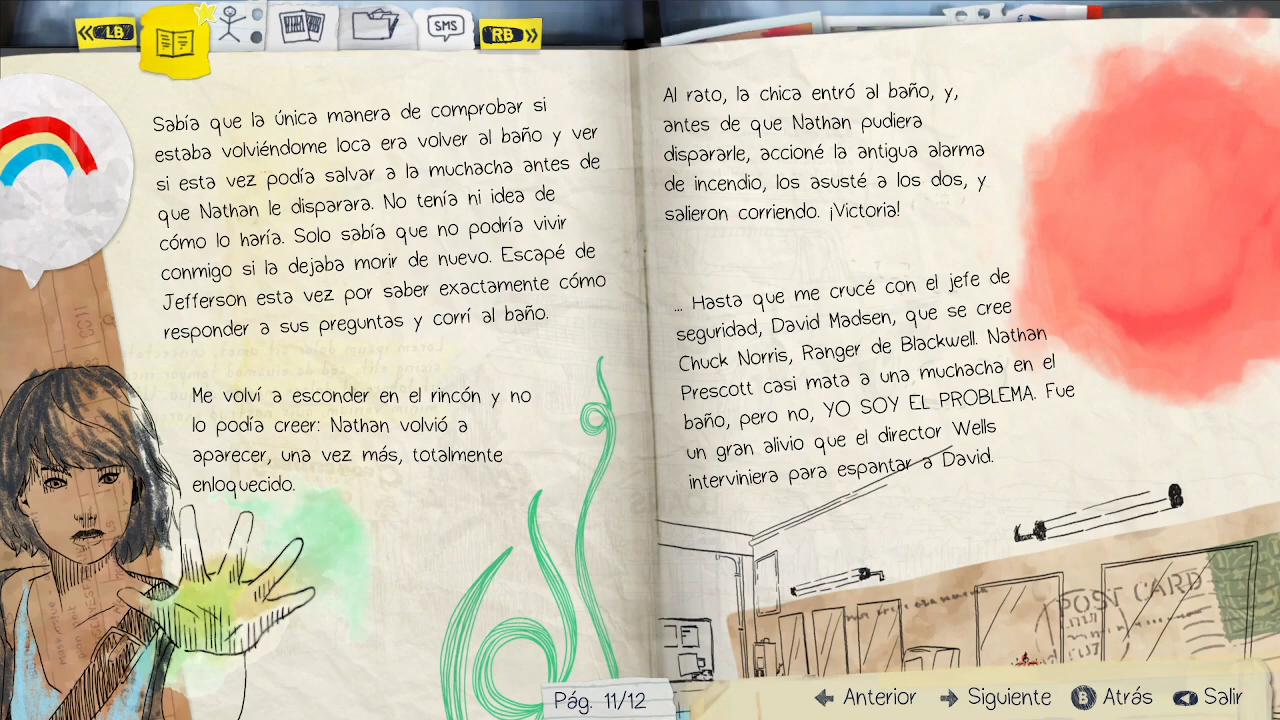 LB
SMS
RB
Sabía que la única manera de comprobar si
estaba volviéndome loca era volver al baño y ver
si esta vez podía salvar a la muchacha antes de
que Nathan le disparara. No tenía ni idea de
cómo lo haría. Solo sabía que no podría vivir
conmigo si la dejaba morir de nuevo. Escapé de
Jefferson esta vez por saber exactamente cómo
responder a sus preguntas y corrí al baño.
Me volví a esconder en el rincón y no
lo podía creer: Nathan volvió a
aparecer, una vez más, totalmente
enloquecido.
Al rato, la chica entró al baño, y,
antes de que Nathan pudiera
dispararle, accioné la antigua alarma
de incendio, los asusté a los dos, y
salieron corriendo. ¡Victoria!
... Hasta que me crucé con el jefe de
seguridad, David Madsen, que se cree
Chuck Norris, Ranger de Blackwell. Nathan
Prescott casi mata a una muchacha en el
baño, pero no, YO SOY EL PROBLEMA. Fue
un gran alivio que el director Wells
interviniera para espantar a David.
POST CARD
Pág. 11/12
Anterior
Siguiente
B Atrás
Salir